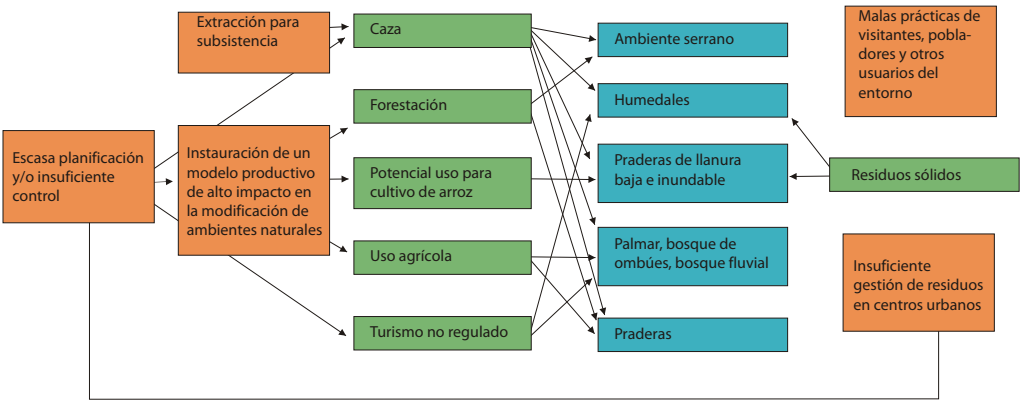 Escasa planificación
y/o insuficiente
control
Extracción para
subsistencia
Instauración de un
modelo productivo
de alto impacto en
la modificación de
ambientes naturales
Caza
Forestación
Potencial uso para
cultivo de arroz
Uso agrícola
Turismo no regulado
Ambiente serrano
Humedales
Praderas de llanura
baja e inundable
Palmar, bosque de
ombúes, bosque fluvial
Praderas
Malas prácticas de
visitantes, pobla-
dores y otros
usuarios del
entorno
Residuos sólidos
Insuficiente
gestión de residuos
en centros urbanos